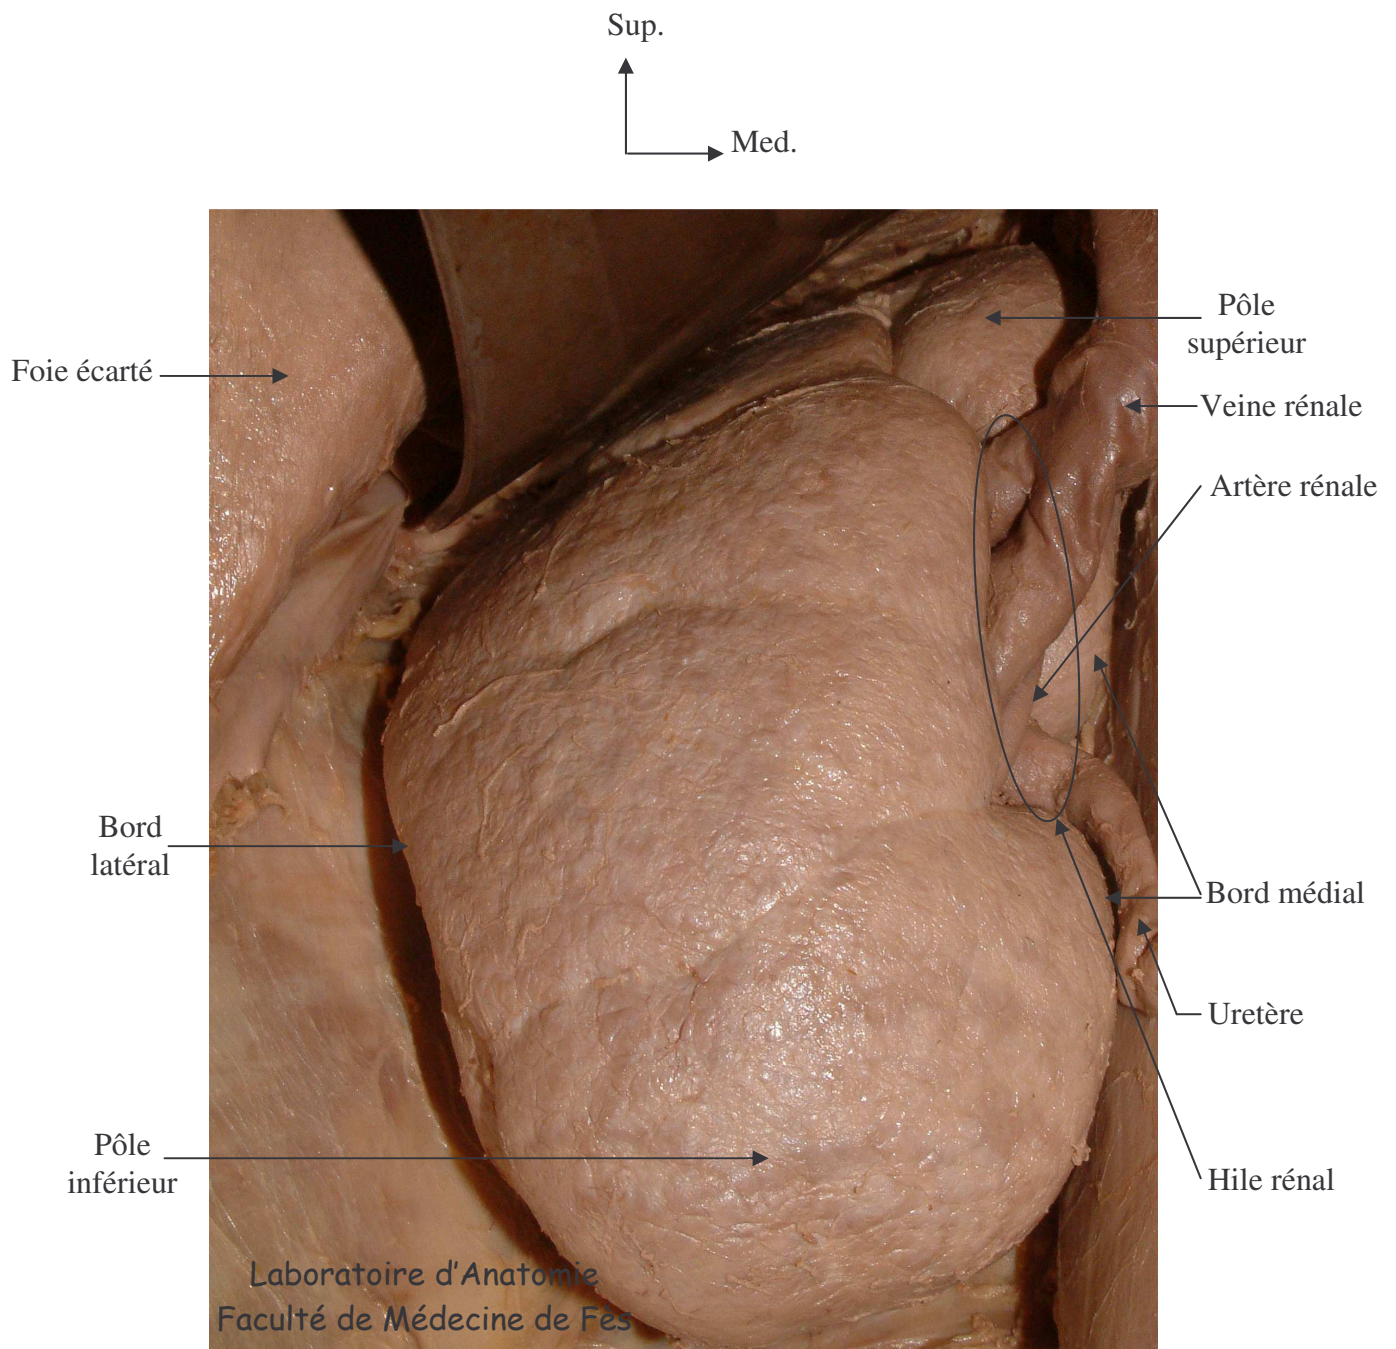 Sup.
Med.
Pôle
supérieur
Foie écarté
Veine rénale
Artère rénale
Bord
latéral
Bord médial
Uretère
Pôle
inférieur
Hile rénal
Laboratoire d'Anatomie
Faculté de Médecine de Fès